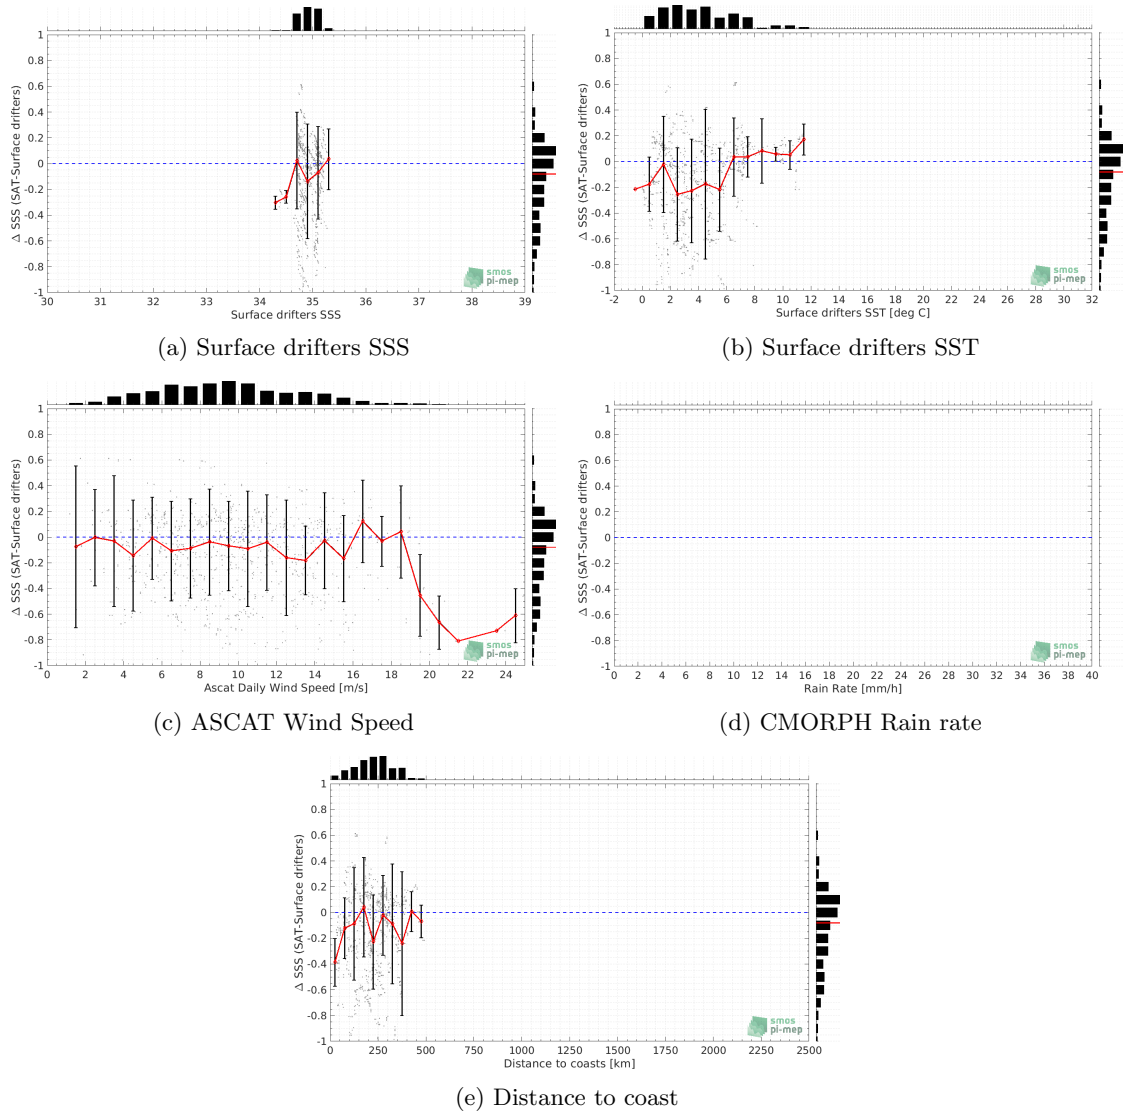 1
0.8
0.6
0.4
0.2
0
-0.2
-0.4
-0.6
-0.8
-1
Δ SSS (SAT-Surface drifters)
30 31 32 33 34 35 36 37 38 39
Surface drifters SSS
smos
pi-mep
(a) Surface drifters SSS
1
0.8
0.6
0.4
0.2
0
-0.2
-0.4
-0.6
-0.8
-1
Δ SSS (SAT-Surface drifters)
-2 0 2 4 6 8 10 12 14 16 18 20 22 24 26 28 30 32
Surface drifters SST [deg C]
smos
pi-mep
(b) Surface drifters SST
1
0.8
0.6
0.4
0.2
0
-0.2
-0.4
-0.6
-0.8
-1
Δ SSS (SAT-Surface drifters)
0 2 4 6 8 10 12 14 16 18 20 22 24
Ascat Daily Wind Speed [m/s]
smos
pi-mep
(c) ASCAT Wind Speed
1
0.8
0.6
0.4
0.2
0
-0.2
-0.4
-0.6
-0.8
-1
Δ SSS (SAT-Surface drifters)
0 2 4 6 8 10 12 14 16 18 20 22 24 26 28 30 32 34 36 38 40
Rain Rate [mm/h]
smos
pi-mep
(d) CMORPH Rain rate
1
0.8
0.6
0.4
0.2
0
-0.2
-0.4
-0.6
-0.8
-1
Δ SSS (SAT-Surface drifters)
0 250 500 750 1000 1250 1500 1750 2000 2250 2500
Distance to coasts [km]
smos
pi-mep
(e) Distance to coast